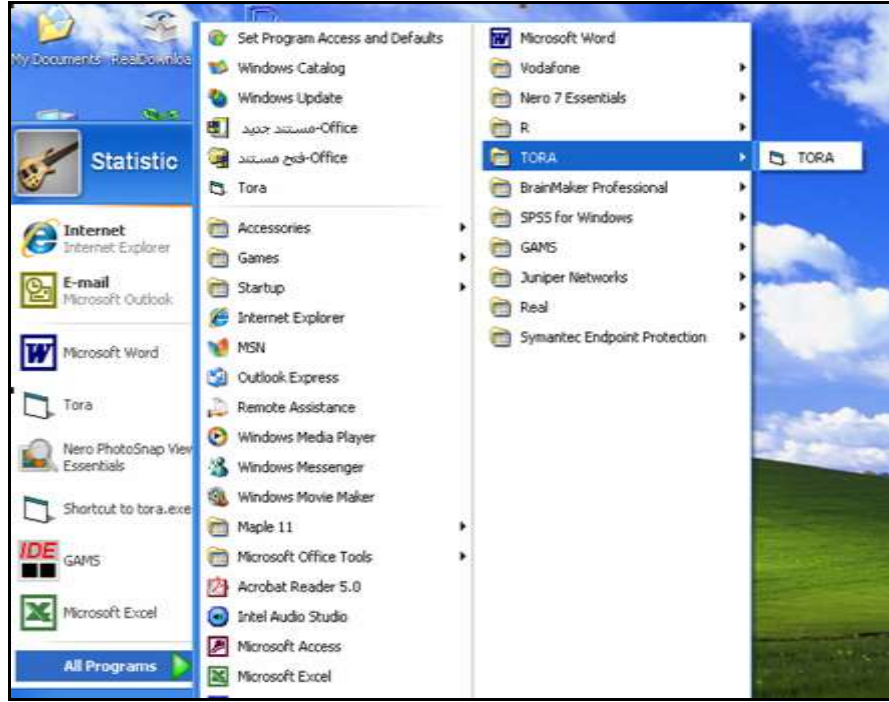 My Documents
RealDownloa
Statistic
Internet
Internet Explorer
E-mail
Microsoft Outlook
Microsoft Word
Tora
Nero PhotoSnap View
Essentials
Shortcut to tora.exe
IDE
GAMS
Microsoft Excel
All Programs
Set Program Access and Defaults
Windows Catalog
Windows Update
مستند جديد-Office
فتح مستند-Office
Tora
Accessories
Games
Startup
Internet Explorer
MSN
Outlook Express
Remote Assistance
Windows Media Player
Windows Messenger
Windows Movie Maker
Maple 11
Microsoft Office Tools
Acrobat Reader 5.0
Intel Audio Studio
Microsoft Access
Microsoft Excel
Microsoft Word
Vodafone
Nero 7 Essentials
R
TORA
BrainMaker Professional
SPSS for Windows
GAMS
Juniper Networks
Real
Symantec Endpoint Protection
TORA